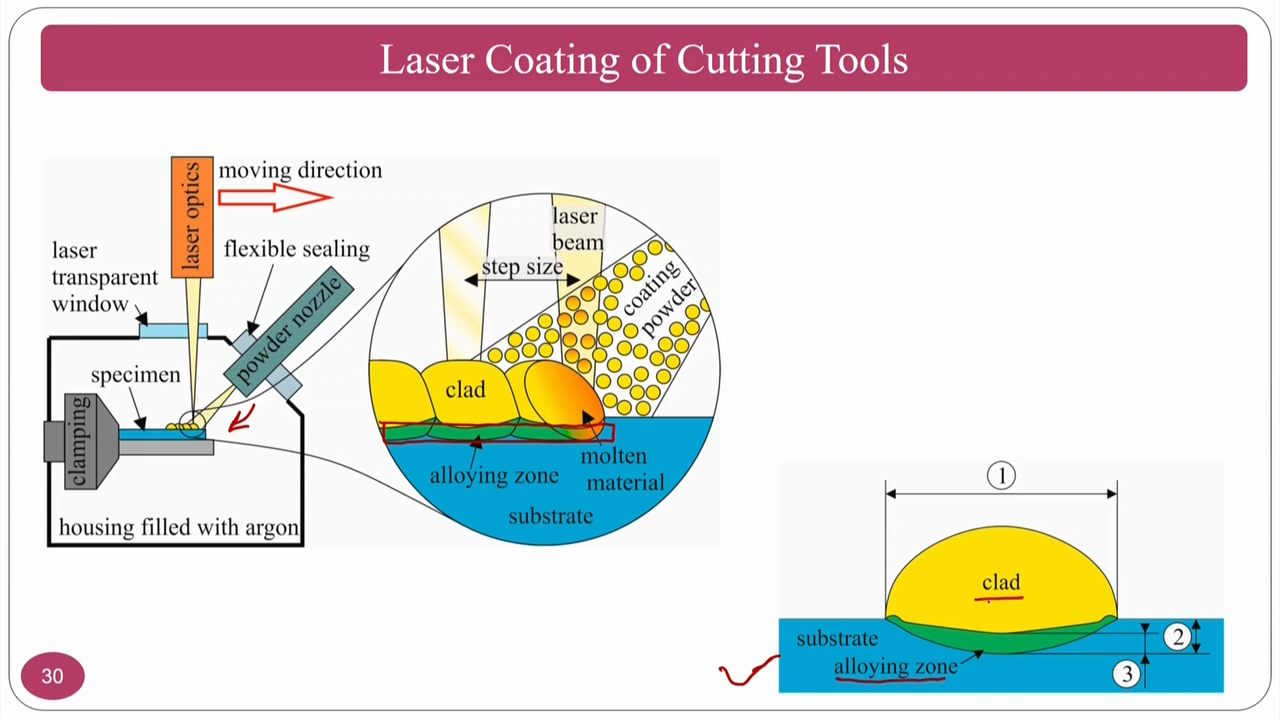 Laser Coating of Cutting Tools
laser optics
moving direction
laser
transparent
window
flexible sealing
powder nozzle
specimen
clamping
housing filled with argon
laser
beam
step size
coating
powder
clad
molten
material
alloying zone
substrate
1
clad
substrate
alloying zone
2
3
30